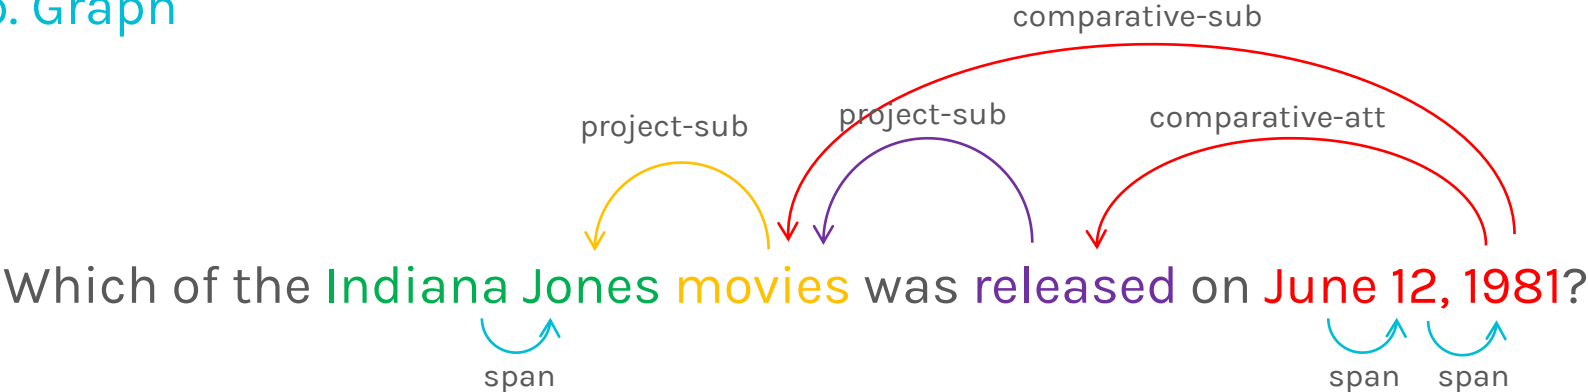 . Graph
comparative-sub
project-sub project-sub comparative-att
Which of the Indiana Jones movies was released on June 12, 1981?
span span span